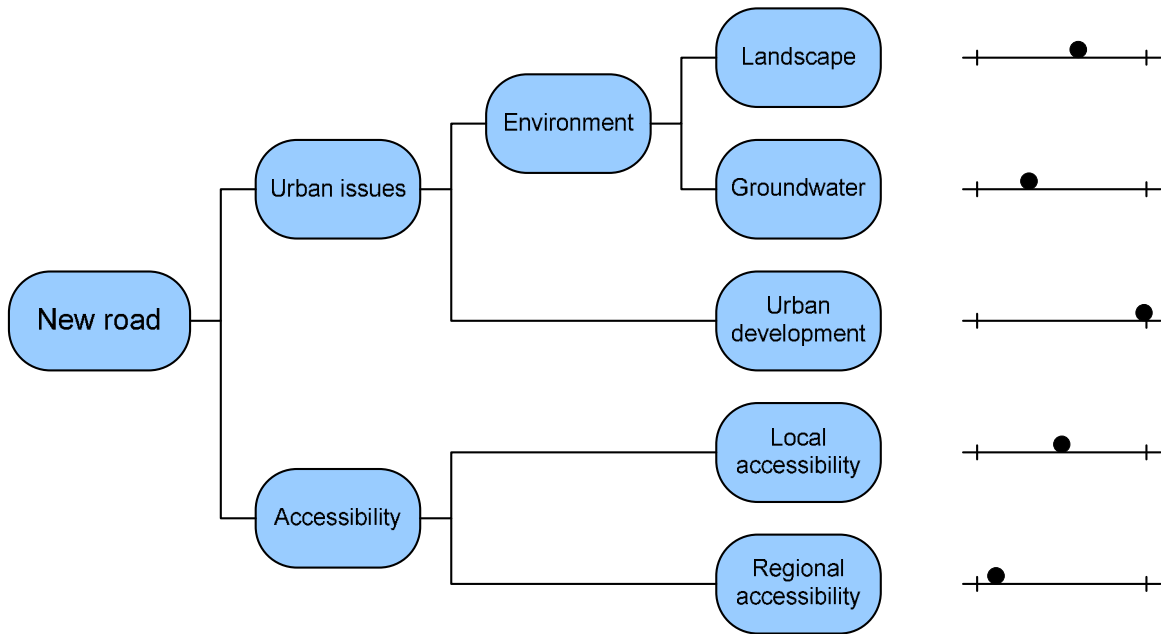 Landscape
Environment
Urban issues
Groundwater
New road
Urban
development
Local
accessibility
Accessibility
Regional
accessibility